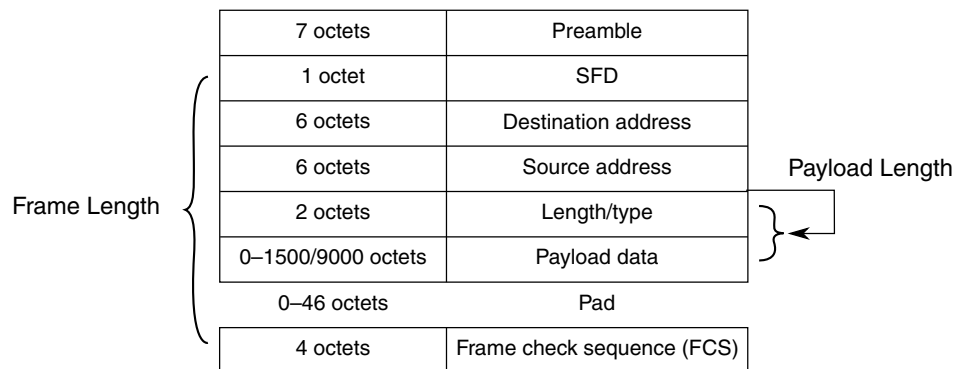 7 octets Preamble
1 octet SFD
6 octets Destination address
6 octets Source address
Payload Length
Frame Length
2 octets Length/type
0–1500/9000 octets Payload data
0–46 octets Pad
4 octets Frame check sequence (FCS)